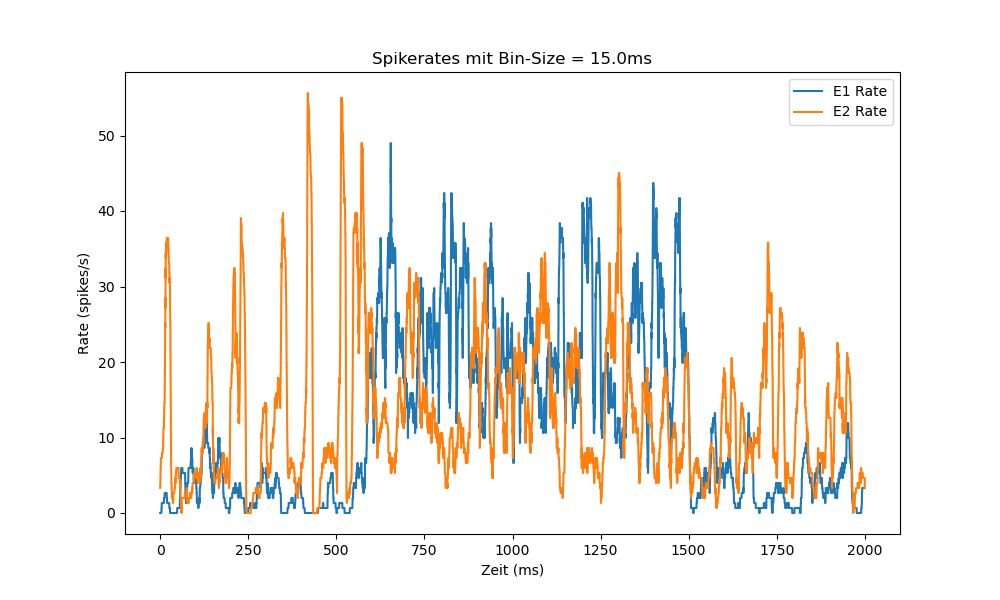 Spikerates mit Bin-Size = 15.0ms
E1 Rate
E2 Rate
Rate (spikes/s)
50
40
30
20
10
0
0 250 500 750 1000 1250 1500 1750 2000
Zeit (ms)